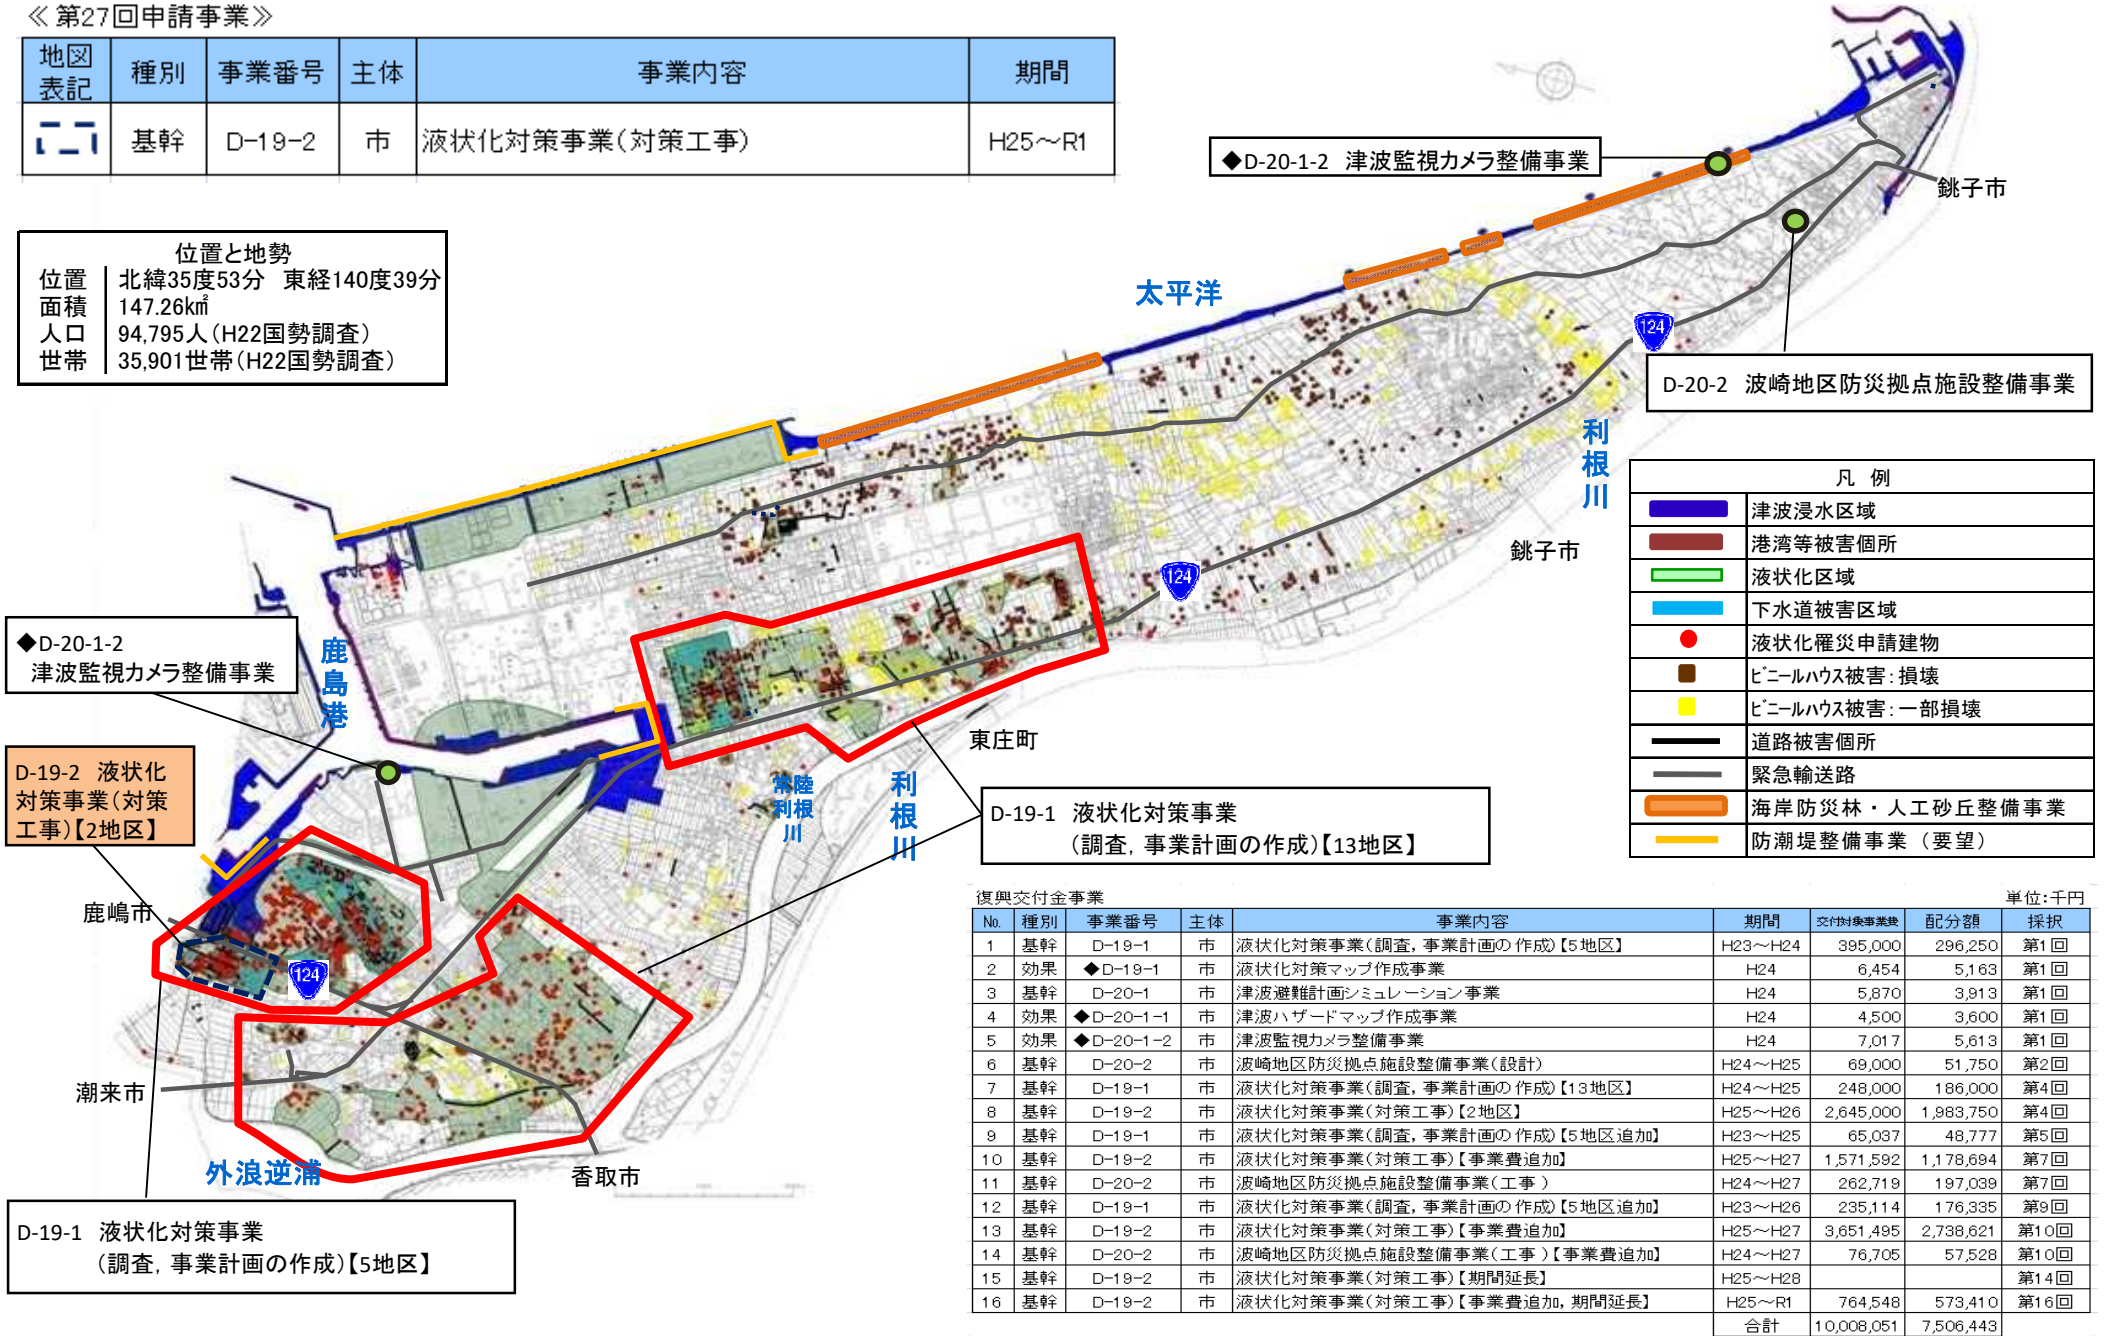 ≪第27回申請事業≫
地図表記 種別 事業番号 主体 事業内容 期間
基幹 D-19-2 市 液状化対策事業(対策工事) H25～R1
位置と地勢
位置 北緯35度53分 東経140度39分
面積 147.26k㎡
人口 94,795人(H22国勢調査)
世帯 35,901世帯(H22国勢調査)
◆D-20-1-2 津波監視カメラ整備事業
銚子市
太平洋
124
D-20-2 波崎地区防災拠点施設整備事業
利根川
銚子市
124
凡 例
津波浸水区域
港湾等被害個所
液状化区域
下水道被害区域
液状化罹災申請建物
ﾋﾞﾆｰﾙﾊｳｽ被害:損壊
ﾋﾞﾆｰﾙﾊｳｽ被害:一部損壊
道路被害個所
緊急輸送路
海岸防災林・人工砂丘整備事業
防潮堤整備事業（要望）
◆D-20-1-2
津波監視カメラ整備事業
鹿島港
東庄町
常陸利根川
利根川
D-19-2 液状化
対策事業(対策
工事)【2地区】
D-19-1 液状化対策事業
(調査, 事業計画の作成)【13地区】
鹿嶋市
124
潮来市
外浪逆浦
香取市
D-19-1 液状化対策事業
(調査, 事業計画の作成)【5地区】
復興交付金事業 単位:千円
No. 種別 事業番号 主体 事業内容 期間 交付対象事業費 配分額 採択
1 基幹 D-19-1 市 液状化対策事業(調査, 事業計画の作成)【5地区】 H23～H24 395,000 296,250 第1回
2 効果 ◆D-19-1 市 液状化対策マップ作成事業 H24 6,454 5,163 第1回
3 基幹 D-20-1 市 津波避難計画シミュレーション事業 H24 5,870 3,913 第1回
4 効果 ◆D-20-1-1 市 津波ハザードマップ作成事業 H24 4,500 3,600 第1回
5 効果 ◆D-20-1-2 市 津波監視カメラ整備事業 H24 7,017 5,613 第1回
6 基幹 D-20-2 市 波崎地区防災拠点施設整備事業(設計) H24～H25 69,000 51,750 第2回
7 基幹 D-19-1 市 液状化対策事業(調査, 事業計画の作成)【13地区】 H24～H25 248,000 186,000 第4回
8 基幹 D-19-2 市 液状化対策事業(対策工事)【2地区】 H25～H26 2,645,000 1,983,750 第4回
9 基幹 D-19-1 市 液状化対策事業(調査, 事業計画の作成)【5地区追加】 H23～H25 65,037 48,777 第5回
10 基幹 D-19-2 市 液状化対策事業(対策工事)【事業費追加】 H25～H27 1,571,592 1,178,694 第7回
11 基幹 D-20-2 市 波崎地区防災拠点施設整備事業(工事) H24～H27 262,719 197,039 第7回
12 基幹 D-19-1 市 液状化対策事業(調査, 事業計画の作成)【5地区追加】 H23～H26 235,114 176,335 第9回
13 基幹 D-19-2 市 液状化対策事業(対策工事)【事業費追加】 H25～H27 3,651,495 2,738,621 第10回
14 基幹 D-20-2 市 波崎地区防災拠点施設整備事業(工事)【事業費追加】 H24～H27 76,705 57,528 第10回
15 基幹 D-19-2 市 液状化対策事業(対策工事)【期間延長】 H25～H28 第14回
16 基幹 D-19-2 市 液状化対策事業(対策工事)【事業費追加, 期間延長】 H25～R1 764,548 573,410 第16回
合計 10,008,051 7,506,443